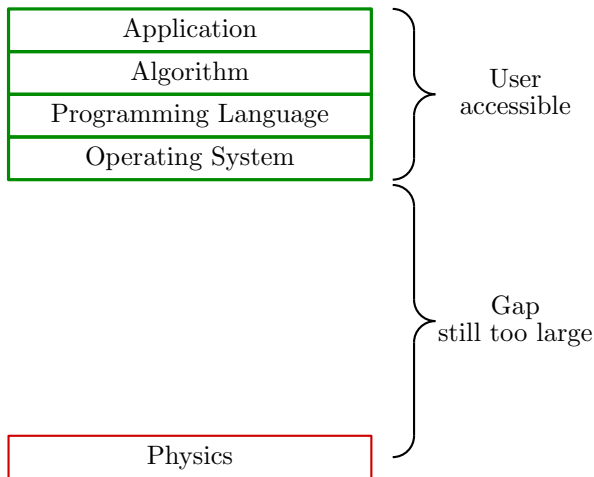 Application
Algorithm
Programming Language
Operating System
User
accessible
Gap
still too large
Physics